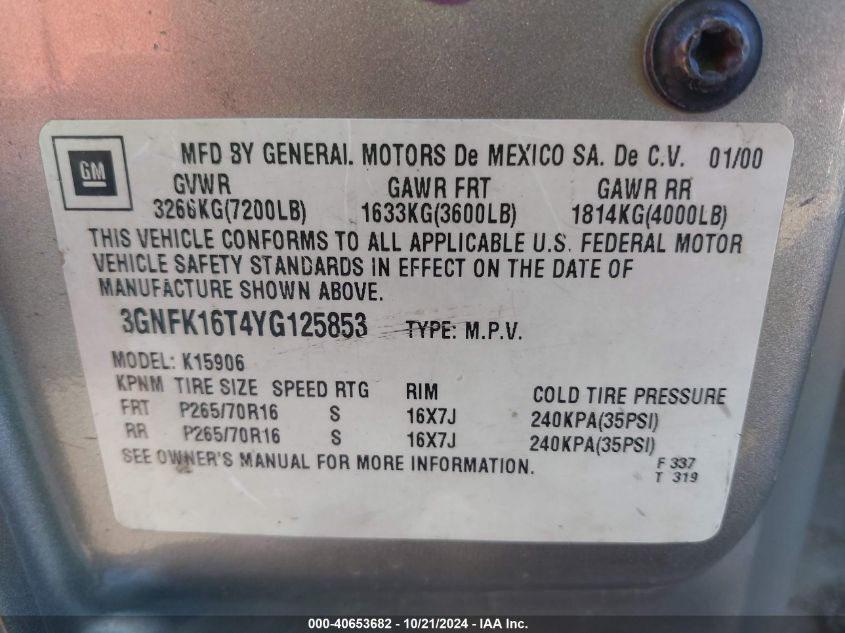 GM
MFD BY GENERAL MOTORS De MEXICO SA. De C.V. 01/00
GVWR GAWR FRT GAWR RR
3266KG(7200LB) 1633KG(3600LB) 1814KG(4000LB)
THIS VEHICLE CONFORMS TO ALL APPLICABLE U.S. FEDERAL MOTOR
VEHICLE SAFETY STANDARDS IN EFFECT ON THE DATE OF
MANUFACTURE SHOWN ABOVE.
3GNFK16T4YG125853 TYPE: M.P.V.
MODEL: K15906
KPNM TIRE SIZE SPEED RTG RIM COLD TIRE PRESSURE
FRT P265/70R16 S 16X7J 240KPA(35PSI)
RR P265/70R16 S 16X7J 240KPA(35PSI)
SEE OWNER'S MANUAL FOR MORE INFORMATION.
F 337
T 319
000-40653682 - 10/21/2024 - IAA Inc.